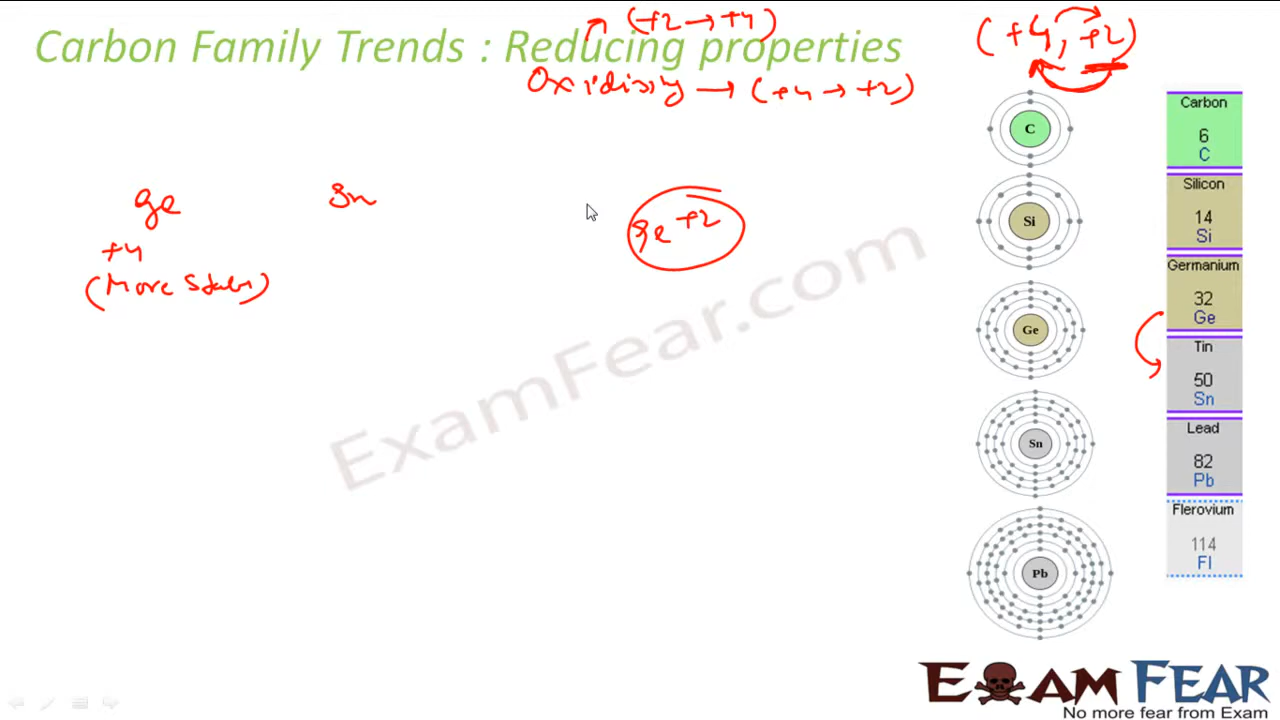 (+2 → +4)
Carbon Family Trends : Reducing properties
Oxidising → (+4 → +2)
(+4, +2)
Ge
Sn
+4
(More Stable)
Ge +2
C
Si
Ge
Sn
Pb
Carbon
6
C
Silicon
14
Si
Germanium
32
Ge
Tin
50
Sn
Lead
82
Pb
Flerovium
114
Fl
ExamFear.com
EXAM FEAR
No more fear from Exam